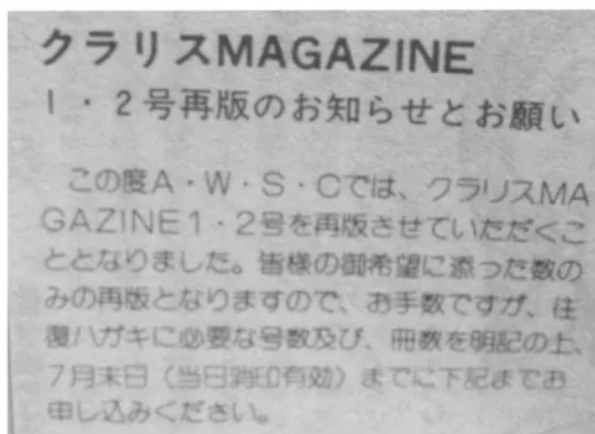 クラリスMAGAZINE
1・2号再版のお知らせとお願い
この度A・W・S・Cでは、クラリスMA
GAZINE1・2号を再版させていただくこ
ととなりました。皆様の御希望に添った数の
みの再版となりますので、お手数ですが、往
復ハガキに必要な号数及び、冊数を明記の上、
7月末日（当日消印有効）までに下記までお
申し込みください。